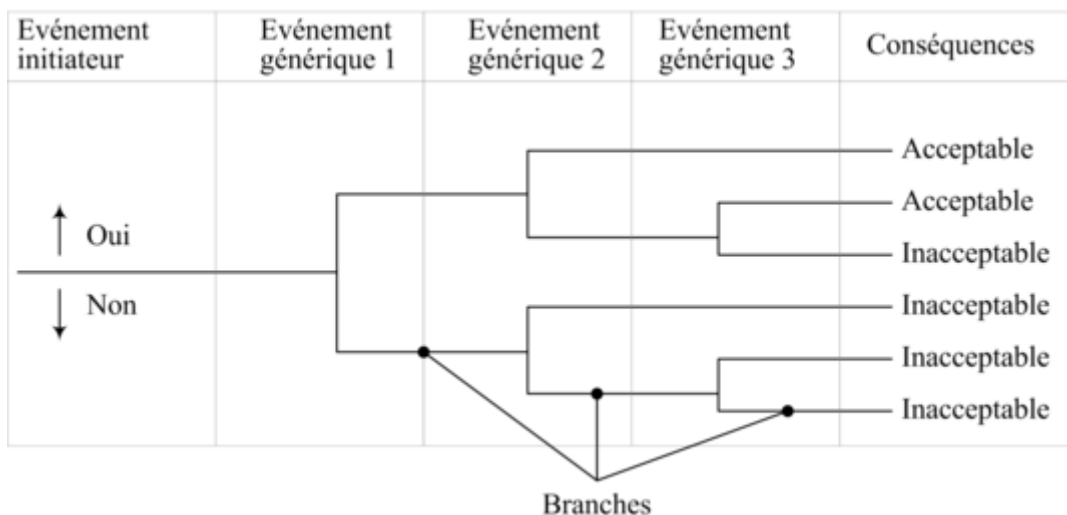 Evénement
initiateur
Evénement
générique 1
Evénement
générique 2
Evénement
générique 3
Conséquences
Acceptable
Oui
Acceptable
Inacceptable
Non
Inacceptable
Inacceptable
Inacceptable
Branches